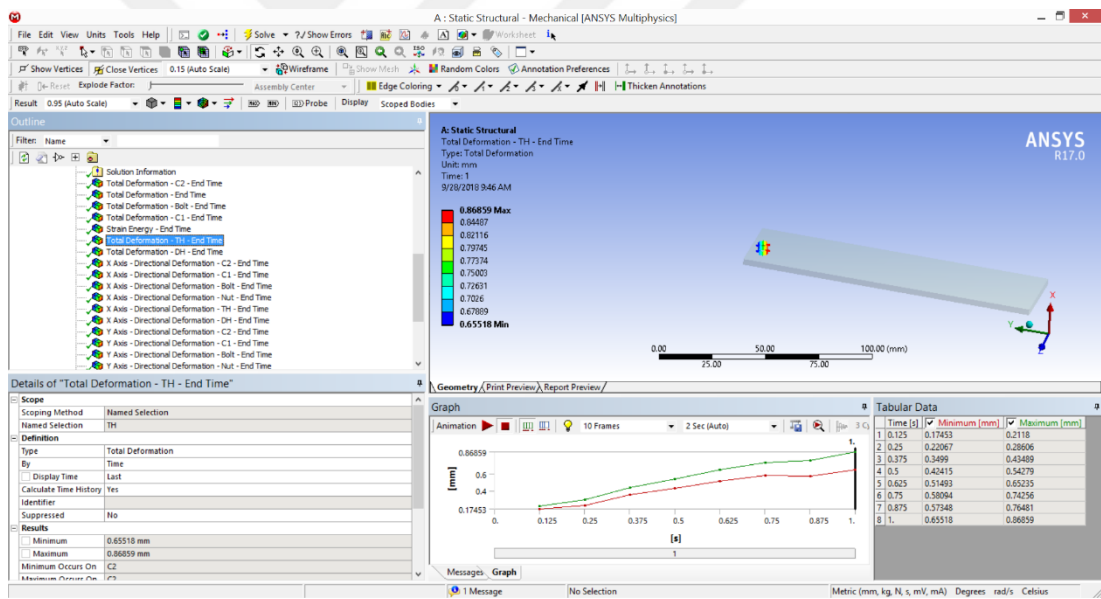 A : Static Structural - Mechanical [ANSYS Multiphysics]
File Edit View Units Tools Help Solve ?/ Show Errors Worksheet
Show Vertices Close Vertices 0.15 (Auto Scale) Wireframe Show Mesh Random Colors Annotation Preferences
Reset Explode Factor: Assembly Center Edge Coloring Thicken Annotations
Result 0.95 (Auto Scale) Probe Display Scoped Bodies
Outline
Filter: Name
Solution Information
Total Deformation - C2 - End Time
Total Deformation - End Time
Total Deformation - Bolt - End Time
Total Deformation - C1 - End Time
Strain Energy - End Time
Total Deformation - TH - End Time
Total Deformation - DH - End Time
X Axis - Directional Deformation - C2 - End Time
X Axis - Directional Deformation - C1 - End Time
X Axis - Directional Deformation - Bolt - End Time
X Axis - Directional Deformation - Nut - End Time
X Axis - Directional Deformation - TH - End Time
X Axis - Directional Deformation - DH - End Time
Y Axis - Directional Deformation - C2 - End Time
Y Axis - Directional Deformation - C1 - End Time
Y Axis - Directional Deformation - Bolt - End Time
Y Axis - Directional Deformation - Nut - End Time
A: Static Structural
Total Deformation - TH - End Time
Type: Total Deformation
Unit: mm
Time: 1
9/28/2018 9:46 AM
0.86859 Max
0.84487
0.82116
0.79745
0.77374
0.75003
0.72631
0.7026
0.67889
0.65518 Min
ANSYS
R17.0
X
Y
Z
0.00 50.00 100.00 (mm)
25.00 75.00
Geometry Print Preview Report Preview
Details of "Total Deformation - TH - End Time"
Scope
Scoping Method Named Selection
Named Selection TH
Definition
Type Total Deformation
By Time
Display Time Last
Calculate Time History Yes
Identifier
Suppressed No
Results
Minimum 0.65518 mm
Maximum 0.86859 mm
Minimum Occurs On C2
Maximum Occurs On C2
Graph
Animation 10 Frames 2 Sec (Auto)
1.
0.86859
0.6
0.4
0.17453
[mm]
0. 0.125 0.25 0.375 0.5 0.625 0.75 0.875 1.
[s]
1
Messages Graph
Tabular Data
Time [s] Minimum [mm] Maximum [mm]
1 0.125 0.17453 0.2118
2 0.25 0.22067 0.28606
3 0.375 0.3499 0.43489
4 0.5 0.42415 0.54279
5 0.625 0.51493 0.65235
6 0.75 0.58094 0.74256
7 0.875 0.57348 0.76481
8 1. 0.65518 0.86859
1 Message No Selection Metric (mm, kg, N, s, mV, mA) Degrees rad/s Celsius